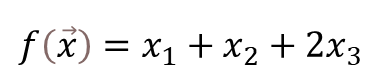 f(x⃗) = x₁ + x₂ + 2x₃